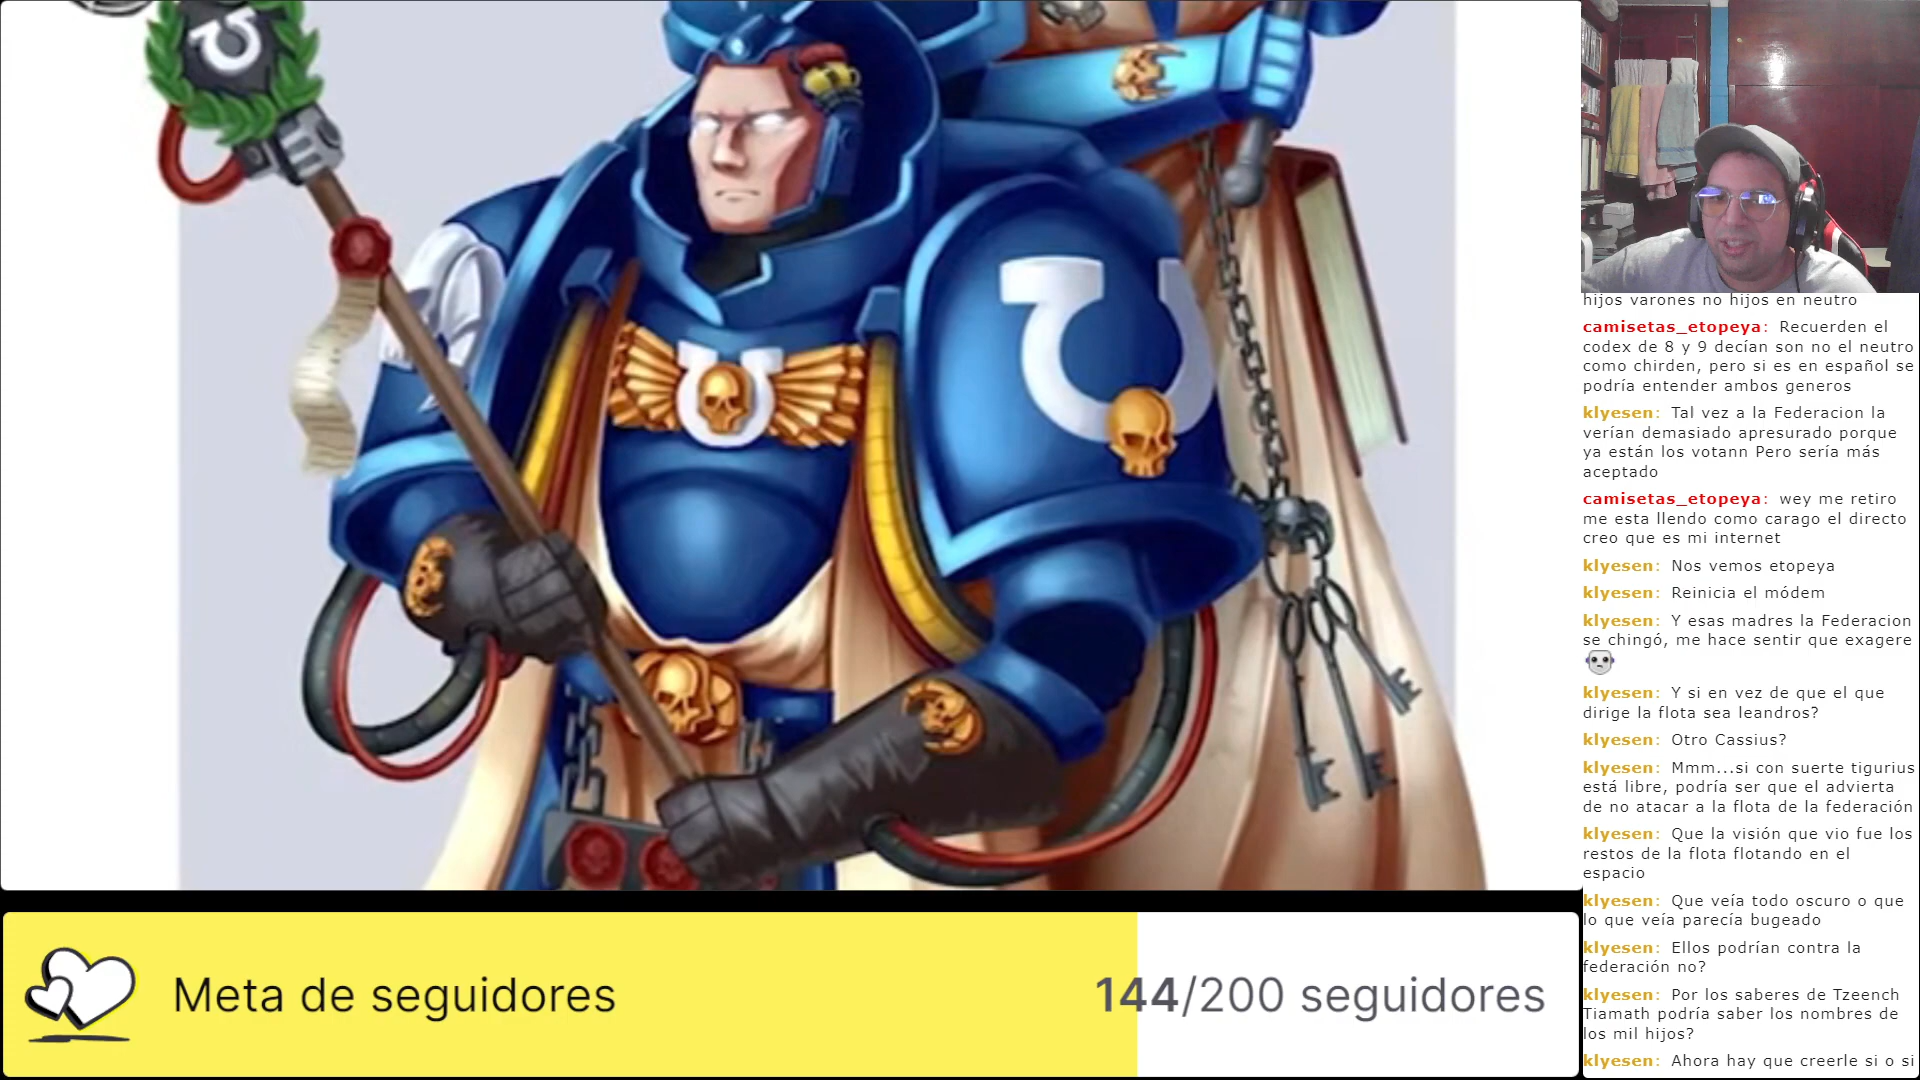 hijos varones no hijos en neutro
camisetas_etopeya: Recuerden el
codex de 8 y 9 decían son no el neutro
como chirden, pero si es en español se
podría entender ambos generos
klyesen: Tal vez a la Federacion la
verían demasiado apresurado porque
ya están los votann Pero sería más
aceptado
camisetas_etopeya: wey me retiro
me esta llendo como carago el directo
creo que es mi internet
klyesen: Nos vemos etopeya
klyesen: Reinicia el módem
klyesen: Y esas madres la Federacion
se chingó, me hace sentir que exagere
klyesen: Y si en vez de que el que
dirige la flota sea leandros?
klyesen: Otro Cassius?
klyesen: Mmm...si con suerte tigurius
está libre, podría ser que el advierta
de no atacar a la flota de la federación
klyesen: Que la visión que vio fue los
restos de la flota flotando en el
espacio
klyesen: Que veía todo oscuro o que
lo que veía parecía bugeado
klyesen: Ellos podrían contra la
federación no?
klyesen: Por los saberes de Tzeench
Tiamath podría saber los nombres de
los mil hijos?
klyesen: Ahora hay que creerle si o si
Meta de seguidores
144/200 seguidores